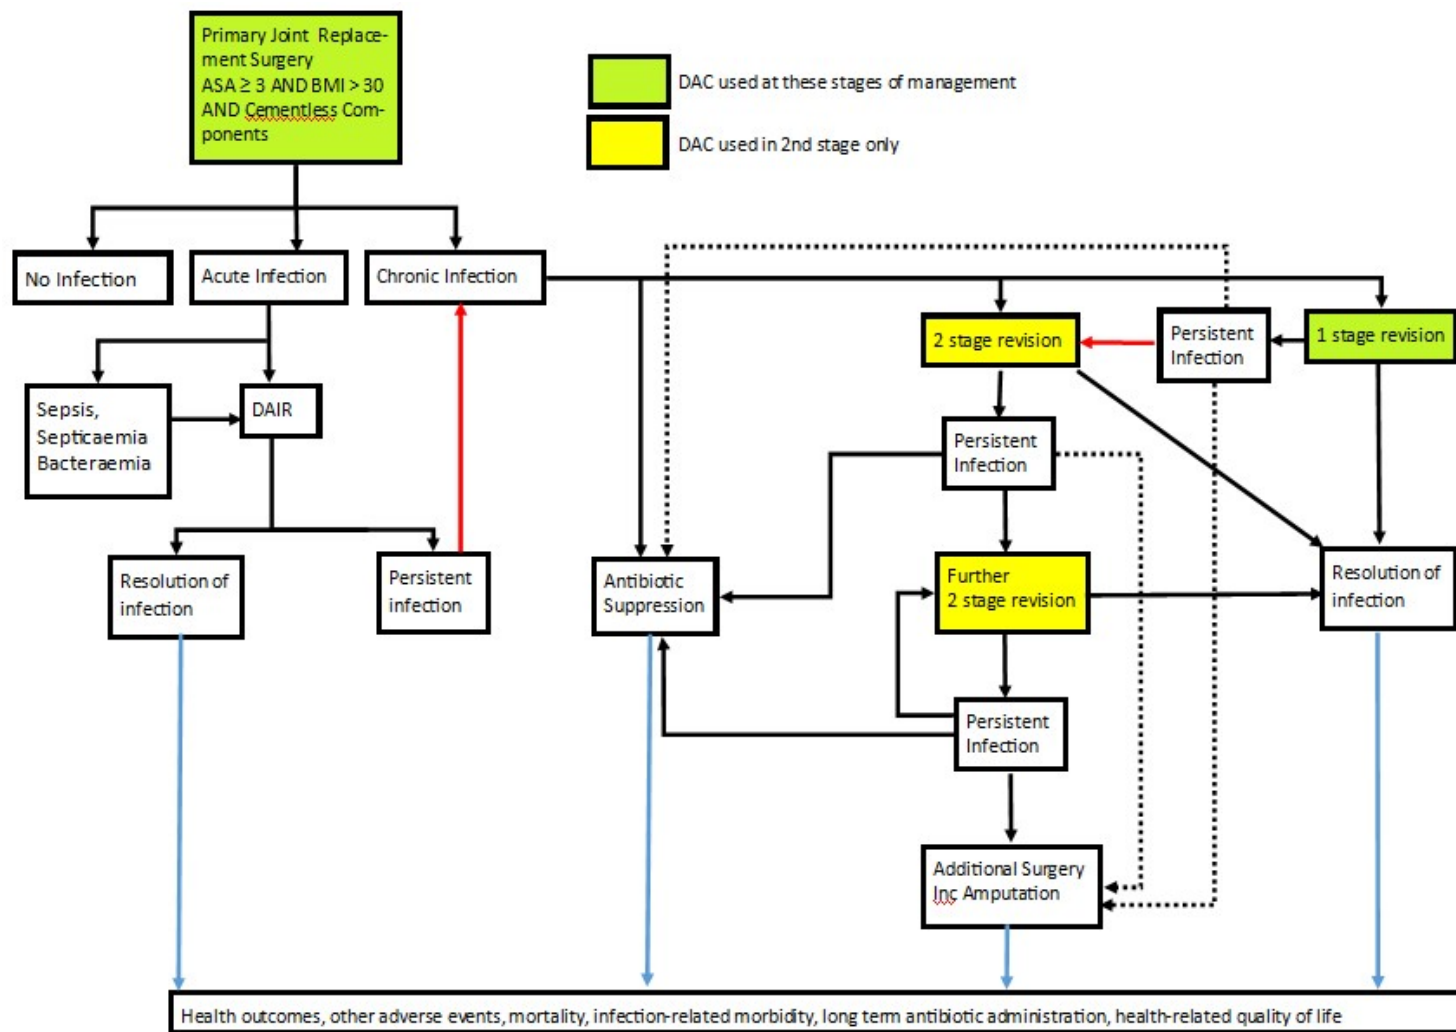 Primary Joint Replace-
ment Surgery
ASA ≥ 3 AND BMI > 30
AND Cementless Com-
ponents
DAC used at these stages of management
DAC used in 2nd stage only
No Infection
Acute Infection
Chronic Infection
2 stage revision
Persistent
Infection
1 stage revision
Sepsis,
Septicaemia
Bacteraemia
DAIR
Persistent
Infection
Resolution of
infection
Persistent
infection
Antibiotic
Suppression
Further
2 stage revision
Resolution of
infection
Persistent
Infection
Additional Surgery
Inc Amputation
Health outcomes, other adverse events, mortality, infection-related morbidity, long term antibiotic administration, health-related quality of life